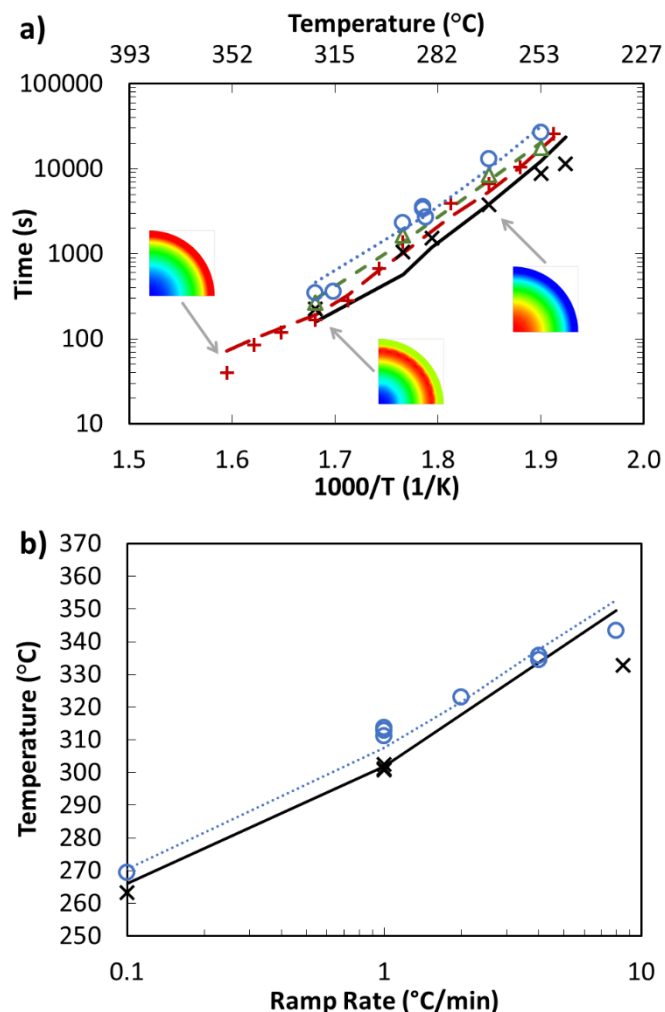 a)
Temperature (°C)
393 352 315 282 253 227
100000
10000
1000
100
10
Time (s)
1.5 1.6 1.7 1.8 1.9 2.0
1000/T (1/K)
b)
370
360
350
340
330
320
310
300
290
280
270
260
250
Temperature (°C)
0.1 1 10
Ramp Rate (°C/min)